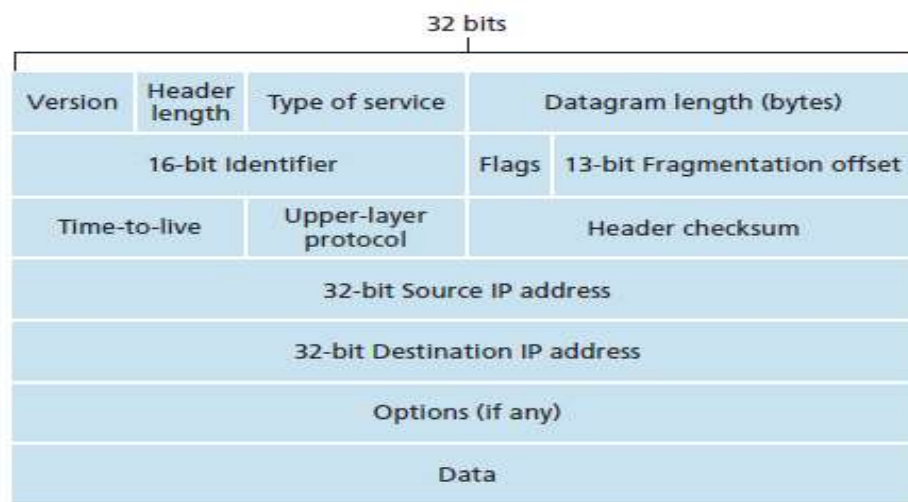 32 bits
Version Header length Type of service Datagram length (bytes)
16-bit Identifier Flags 13-bit Fragmentation offset
Time-to-live Upper-layer protocol Header checksum
32-bit Source IP address
32-bit Destination IP address
Options (if any)
Data